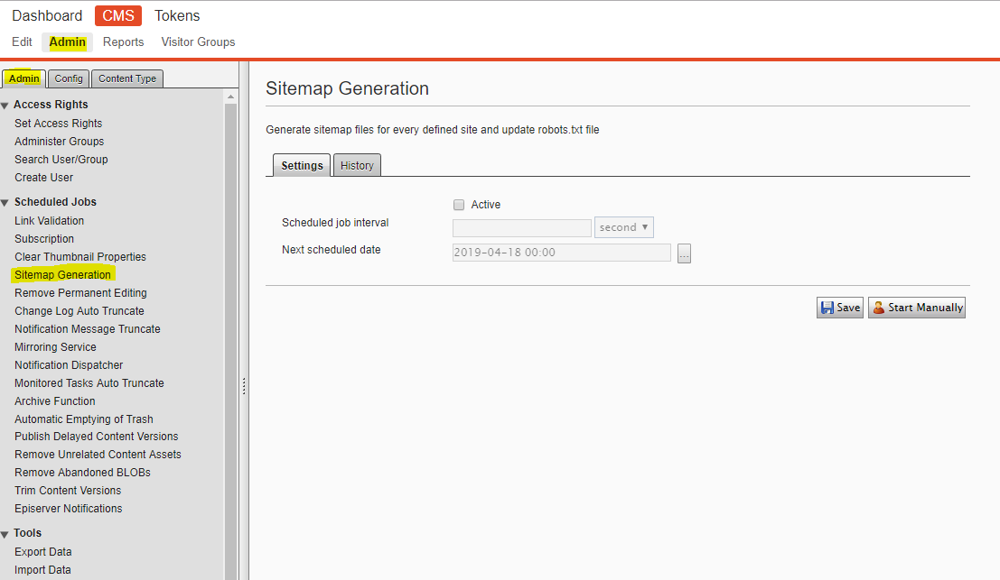 Dashboard CMS Tokens
Edit Admin Reports Visitor Groups
Admin Config Content Type
Access Rights
Set Access Rights
Administer Groups
Search User/Group
Create User
Scheduled Jobs
Link Validation
Subscription
Clear Thumbnail Properties
Sitemap Generation
Remove Permanent Editing
Change Log Auto Truncate
Notification Message Truncate
Mirroring Service
Notification Dispatcher
Monitored Tasks Auto Truncate
Archive Function
Automatic Emptying of Trash
Publish Delayed Content Versions
Remove Unrelated Content Assets
Remove Abandoned BLOBs
Trim Content Versions
Episerver Notifications
Tools
Export Data
Import Data
Sitemap Generation
Generate sitemap files for every defined site and update robots.txt file
Settings History
Active
Scheduled job interval second
Next scheduled date 2019-04-18 00:00 ...
Save Start Manually